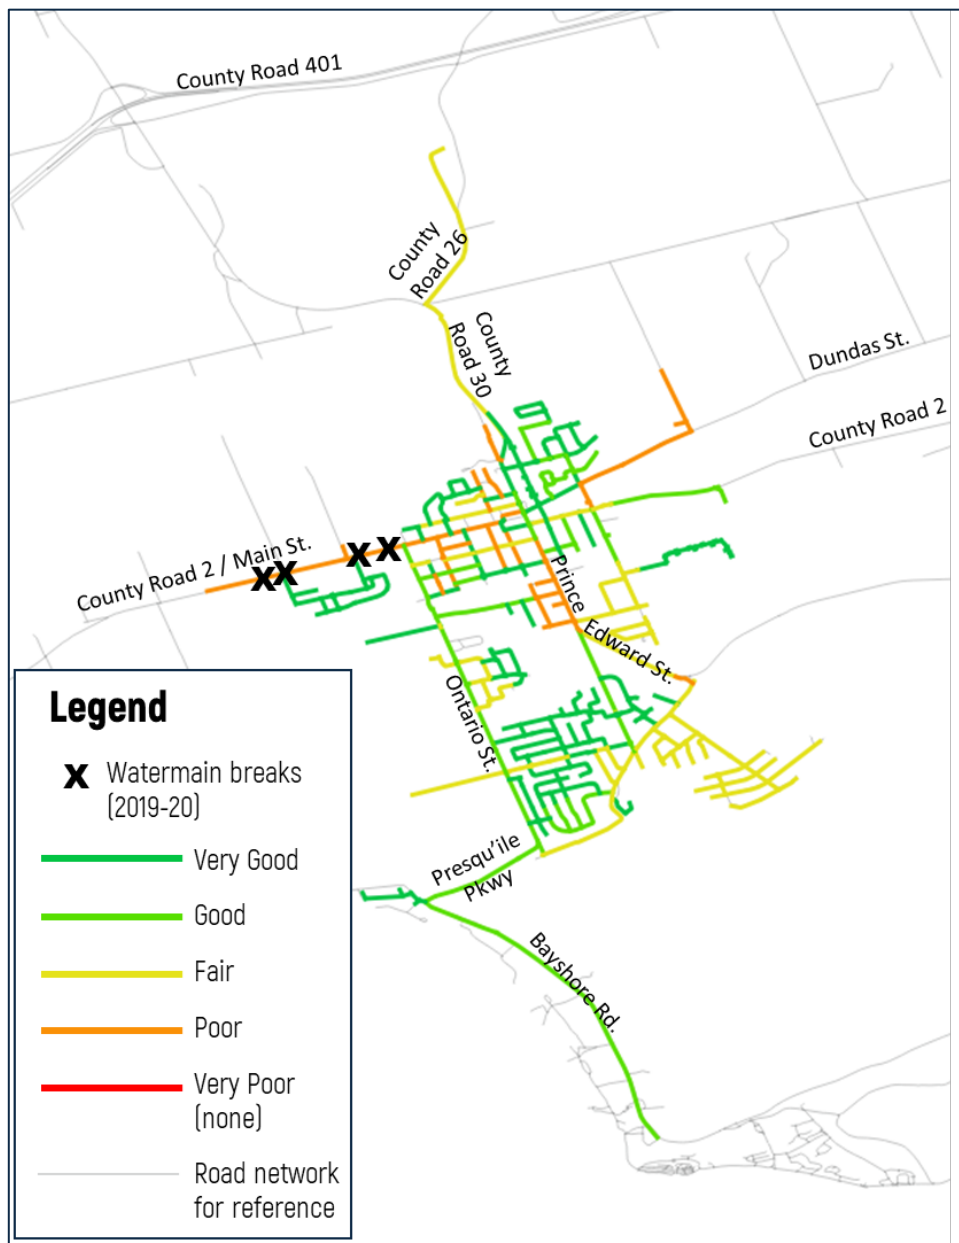 County Road 401
County
Road 26
County
Road 30
Dundas St.
County Road 2
County Road 2 / Main St.
Prince
Edward St.
Ontario St.
Presqu'ile
Pkwy
Bayshore Rd.
Legend
X Watermain breaks
(2019-20)
Very Good
Good
Fair
Poor
Very Poor
(none)
Road network
for reference